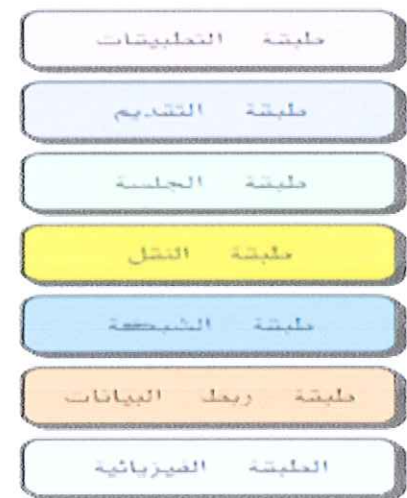 طبقة التطبيقات
طبقة التقديم
طبقة الجلسة
طبقة النقل
طبقة الشبكة
طبقة ربط البيانات
الطبقة الفيزيائية